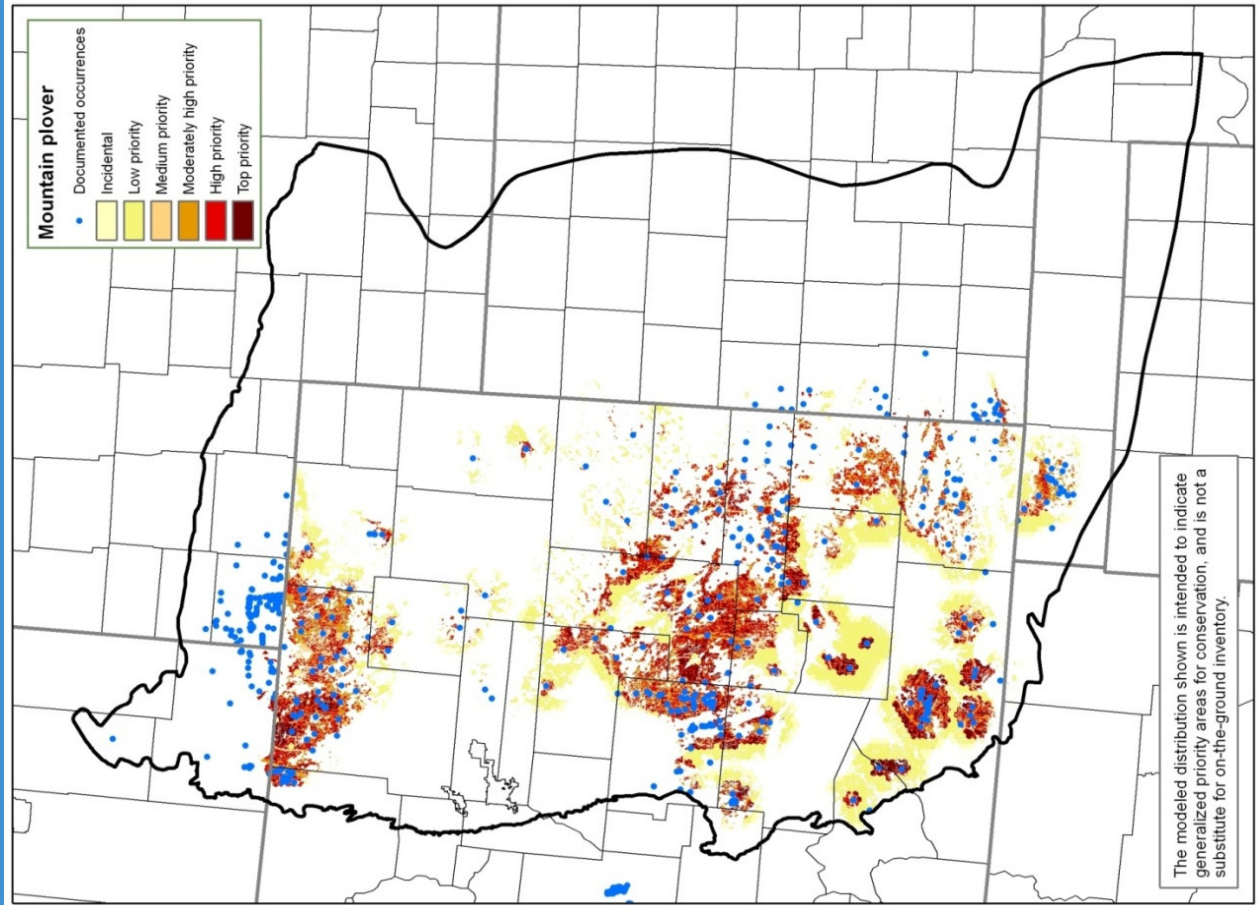 Mountain plover
Documented occurrences
Incidental
Low priority
Medium priority
Moderately high priority
High priority
Top priority
The modeled distribution shown is intended to indicate
generalized priority areas for conservation, and is not a
substitute for on-the-ground inventory.